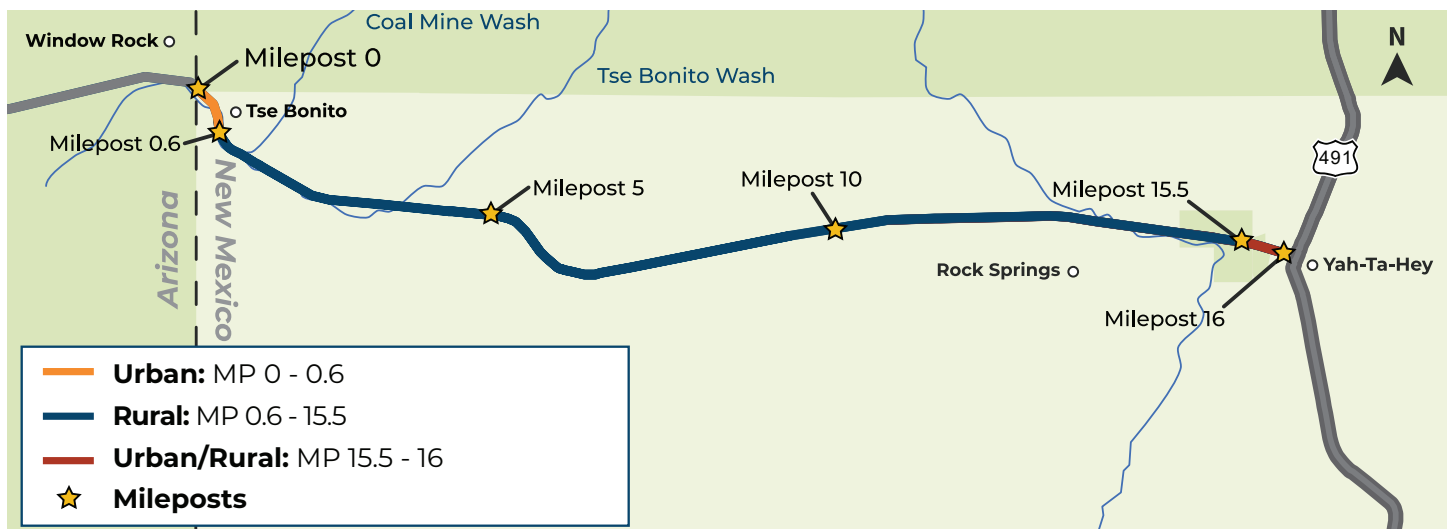 Coal Mine Wash
Window Rock
Milepost 0
N
Tse Bonito Wash
Tse Bonito
Milepost 0.6
491
Milepost 5
Milepost 10
Milepost 15.5
Arizona
New Mexico
Rock Springs
Yah-Ta-Hey
Milepost 16
Urban: MP 0 - 0.6
Rural: MP 0.6 - 15.5
Urban/Rural: MP 15.5 - 16
Mileposts